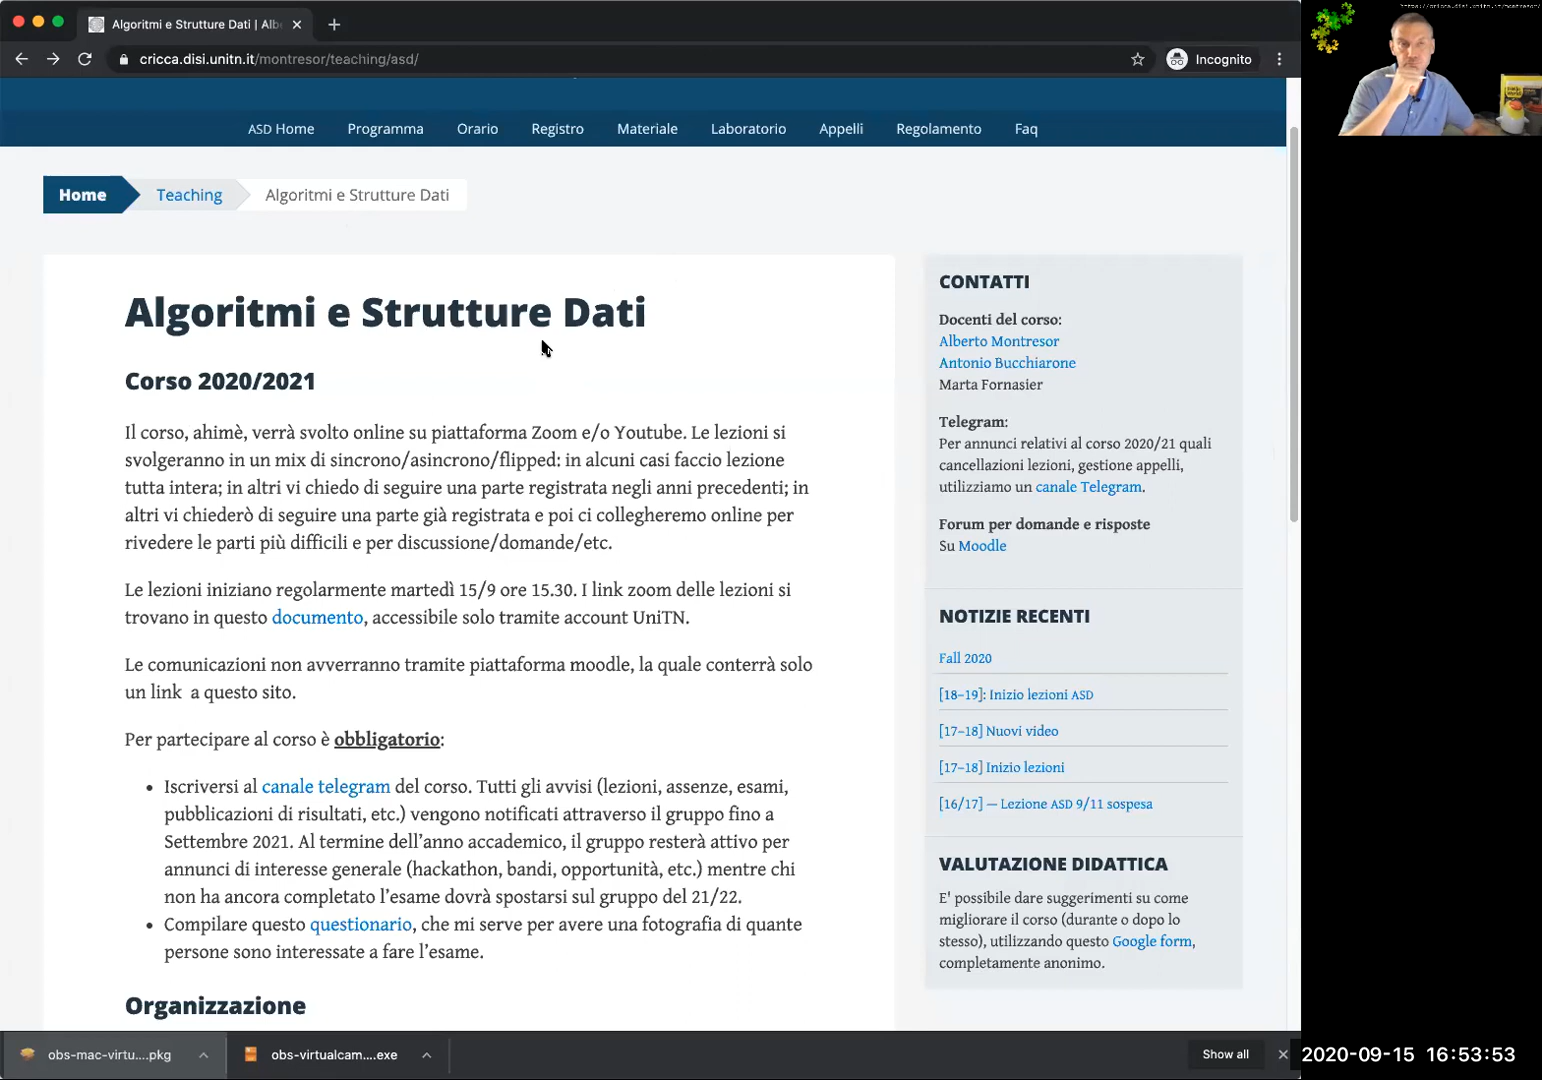 Algoritmi e Strutture Dati | Alb
cricca.disi.unitn.it/montresor/teaching/asd/
Incognito
https://cricca.disi.unitn.it/montresor/
ASD Home Programma Orario Registro Materiale Laboratorio Appelli Regolamento Faq
Home Teaching Algoritmi e Strutture Dati
Algoritmi e Strutture Dati
Corso 2020/2021
Il corso, ahimè, verrà svolto online su piattaforma Zoom e/o Youtube. Le lezioni si
svolgeranno in un mix di sincrono/asincrono/flipped: in alcuni casi faccio lezione
tutta intera; in altri vi chiedo di seguire una parte registrata negli anni precedenti; in
altri vi chiederò di seguire una parte già registrata e poi ci collegheremo online per
rivedere le parti più difficili e per discussione/domande/etc.
Le lezioni iniziano regolarmente martedì 15/9 ore 15.30. I link zoom delle lezioni si
trovano in questo documento, accessibile solo tramite account UniTN.
Le comunicazioni non avverranno tramite piattaforma moodle, la quale conterrà solo
un link a questo sito.
Per partecipare al corso è obbligatorio:
• Iscriversi al canale telegram del corso. Tutti gli avvisi (lezioni, assenze, esami,
pubblicazioni di risultati, etc.) vengono notificati attraverso il gruppo fino a
Settembre 2021. Al termine dell'anno accademico, il gruppo resterà attivo per
annunci di interesse generale (hackathon, bandi, opportunità, etc.) mentre chi
non ha ancora completato l'esame dovrà spostarsi sul gruppo del 21/22.
• Compilare questo questionario, che mi serve per avere una fotografia di quante
persone sono interessate a fare l'esame.
Organizzazione
CONTATTI
Docenti del corso:
Alberto Montresor
Antonio Bucchiarone
Marta Fornasier
Telegram:
Per annunci relativi al corso 2020/21 quali
cancellazioni lezioni, gestione appelli,
utilizziamo un canale Telegram.
Forum per domande e risposte
Su Moodle
NOTIZIE RECENTI
Fall 2020
[18–19]: Inizio lezioni ASD
[17–18] Nuovi video
[17–18] Inizio lezioni
[16/17] — Lezione ASD 9/11 sospesa
VALUTAZIONE DIDATTICA
E' possibile dare suggerimenti su come
migliorare il corso (durante o dopo lo
stesso), utilizzando questo Google form,
completamente anonimo.
obs-mac-virtu....pkg
obs-virtualcam....exe
Show all
2020-09-15 16:53:53